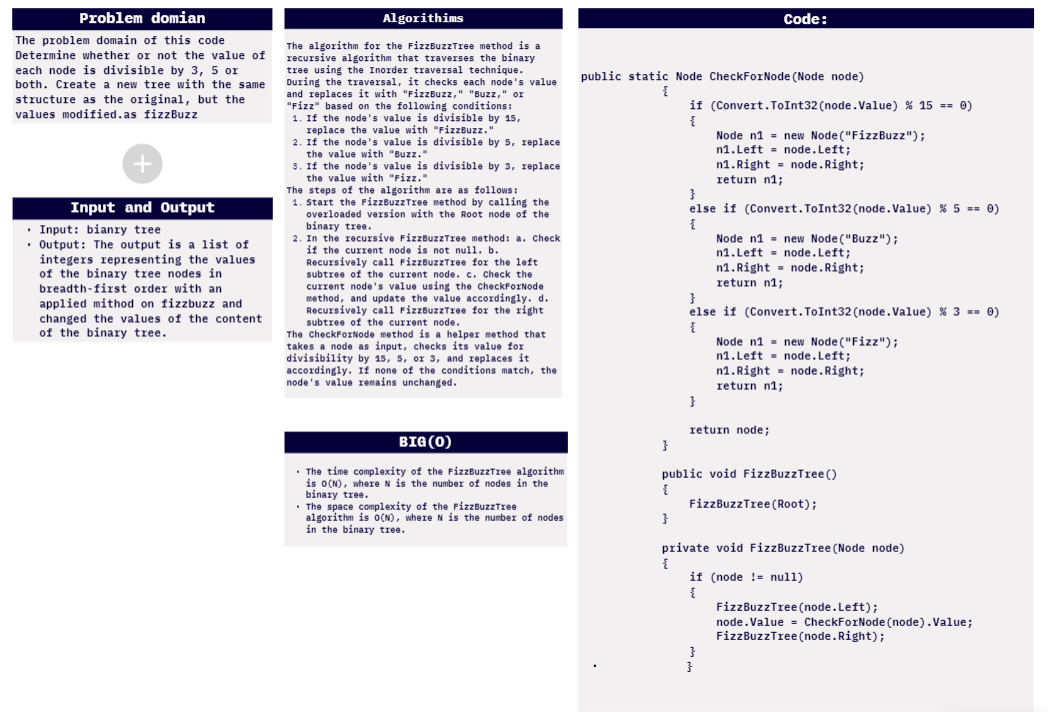 Problem domian
The problem domain of this code
Determine whether or not the value of
each node is divisible by 3, 5 or
both. Create a new tree with the same
structure as the original, but the
values modified.as fizzBuzz
Input and Output
· Input: bianry tree
· Output: The output is a list of
integers representing the values
of the binary tree nodes in
breadth-first order with an
applied mithod on fizzbuzz and
changed the values of the content
of the binary tree.
Algorithims
The algorithm for the FizzBuzzTree method is a
recursive algorithm that traverses the binary
tree using the Inorder traversal technique.
During the traversal, it checks each node's value
and replaces it with "FizzBuzz," "Buzz," or
"Fizz" based on the following conditions:
1. If the node's value is divisible by 15,
replace the value with "FizzBuzz."
2. If the node's value is divisible by 5, replace
the value with "Buzz."
3. If the node's value is divisible by 3, replace
the value with "Fizz."
The steps of the algorithm are as follows:
1. Start the FizzBuzzTree method by calling the
overloaded version with the Root node of the
binary tree.
2. In the recursive FizzBuzzTree method: a. Check
if the current node is not null. b.
Recursively call FizzBuzzTree for the left
subtree of the current node. c. Check the
current node's value using the CheckForNode
method, and update the value accordingly. d.
Recursively call FizzBuzzTree for the right
subtree of the current node.
The CheckForNode method is a helper method that
takes a node as input, checks its value for
divisibility by 15, 5, or 3, and replaces it
accordingly. If none of the conditions match, the
node's value remains unchanged.
BIG(O)
· The time complexity of the FizzBuzzTree algorithm
is O(N), where N is the number of nodes in the
binary tree.
· The space complexity of the FizzBuzzTree
algorithm is O(N), where N is the number of nodes
in the binary tree.
Code:
public static Node CheckForNode(Node node)
{
if (Convert.ToInt32(node.Value) % 15 == 0)
{
Node n1 = new Node("FizzBuzz");
n1.Left = node.Left;
n1.Right = node.Right;
return n1;
}
else if (Convert.ToInt32(node.Value) % 5 == 0)
{
Node n1 = new Node("Buzz");
n1.Left = node.Left;
n1.Right = node.Right;
return n1;
}
else if (Convert.ToInt32(node.Value) % 3 == 0)
{
Node n1 = new Node("Fizz");
n1.Left = node.Left;
n1.Right = node.Right;
return n1;
}
return node;
}
public void FizzBuzzTree()
{
FizzBuzzTree(Root);
}
private void FizzBuzzTree(Node node)
{
if (node != null)
{
FizzBuzzTree(node.Left);
node.Value = CheckForNode(node).Value;
FizzBuzzTree(node.Right);
}
· }